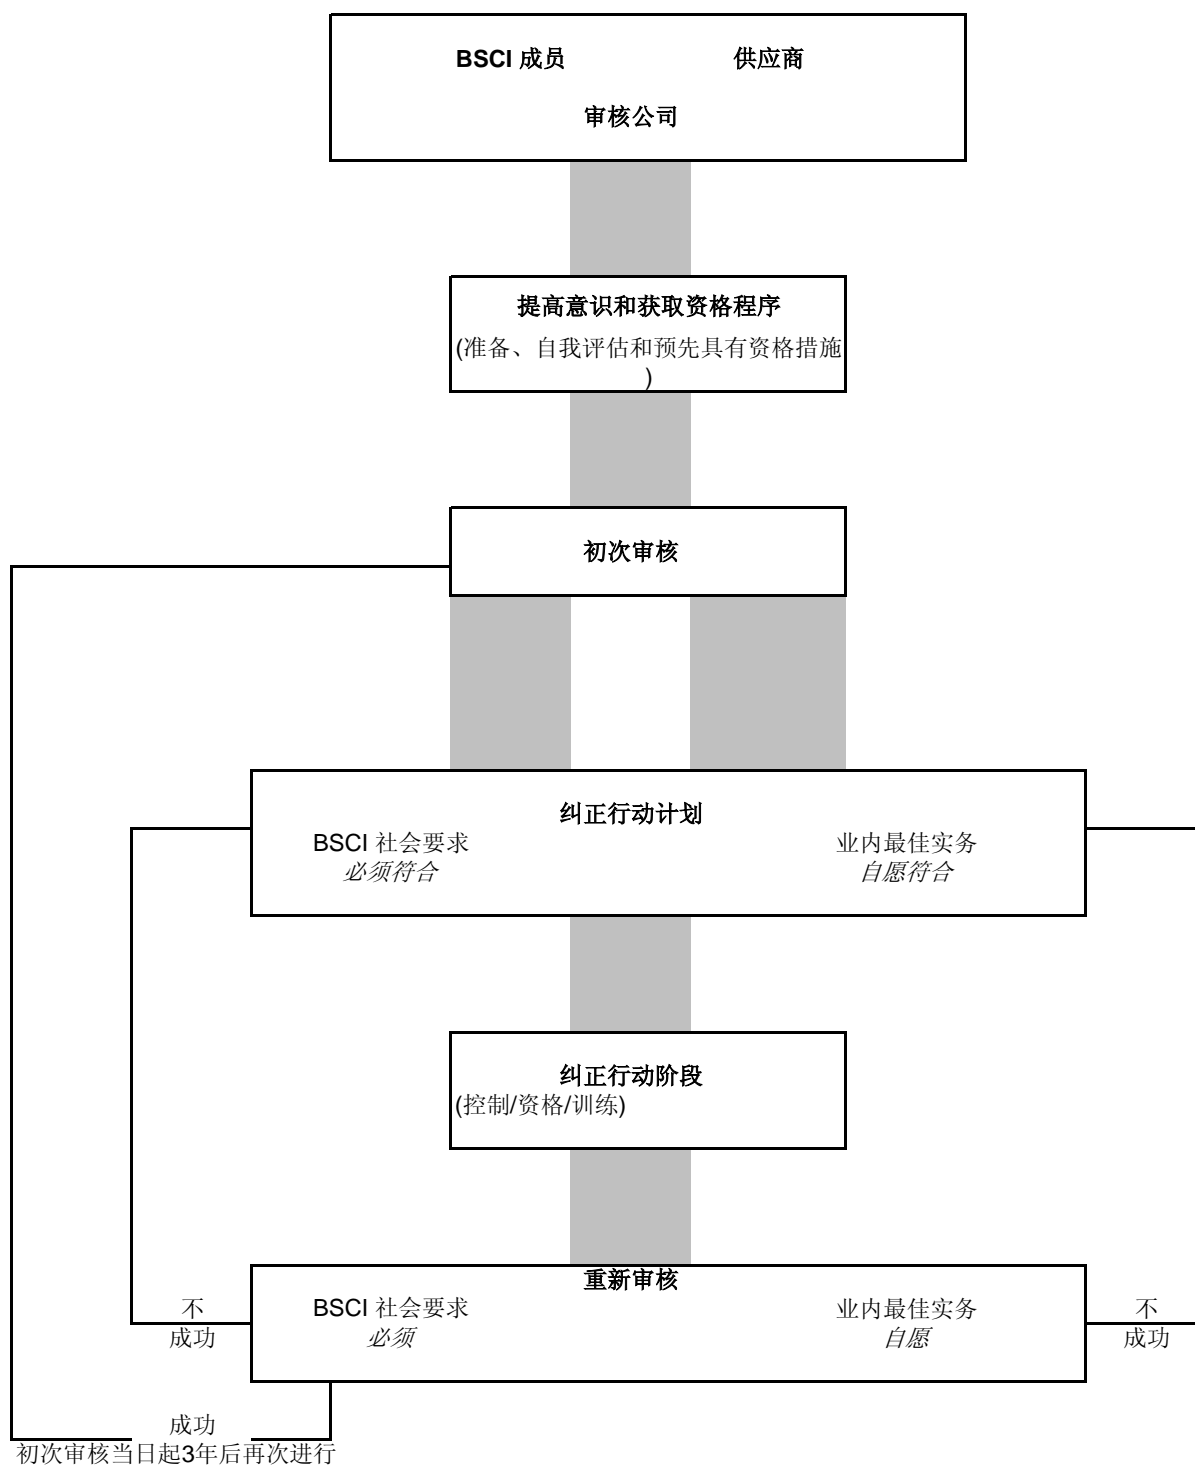 BSCI 成员 供应商
审核公司
提高意识和获取资格程序
(准备、自我评估和预先具有资格措施
)
初次审核
纠正行动计划
BSCI 社会要求 业内最佳实务
必须符合 自愿符合
纠正行动阶段
(控制/资格/训练)
重新审核
不 BSCI 社会要求 业内最佳实务 不
成功 必须 自愿 成功
成功
初次审核当日起3年后再次进行